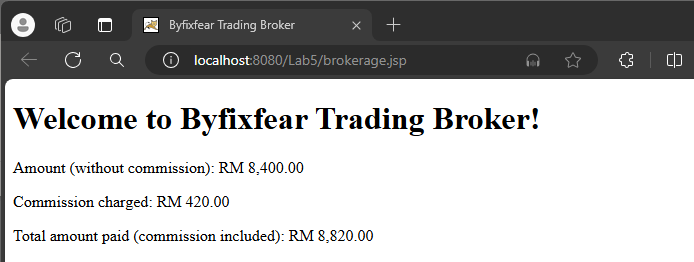 Byfixfear Trading Broker
localhost:8080/Lab5/brokerage.jsp
Welcome to Byfixfear Trading Broker!
Amount (without commission): RM 8,400.00
Commission charged: RM 420.00
Total amount paid (commission included): RM 8,820.00